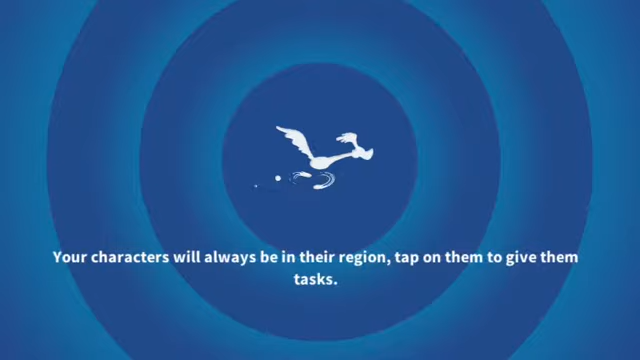 Your characters will always be in their region, tap on them to give them
tasks.